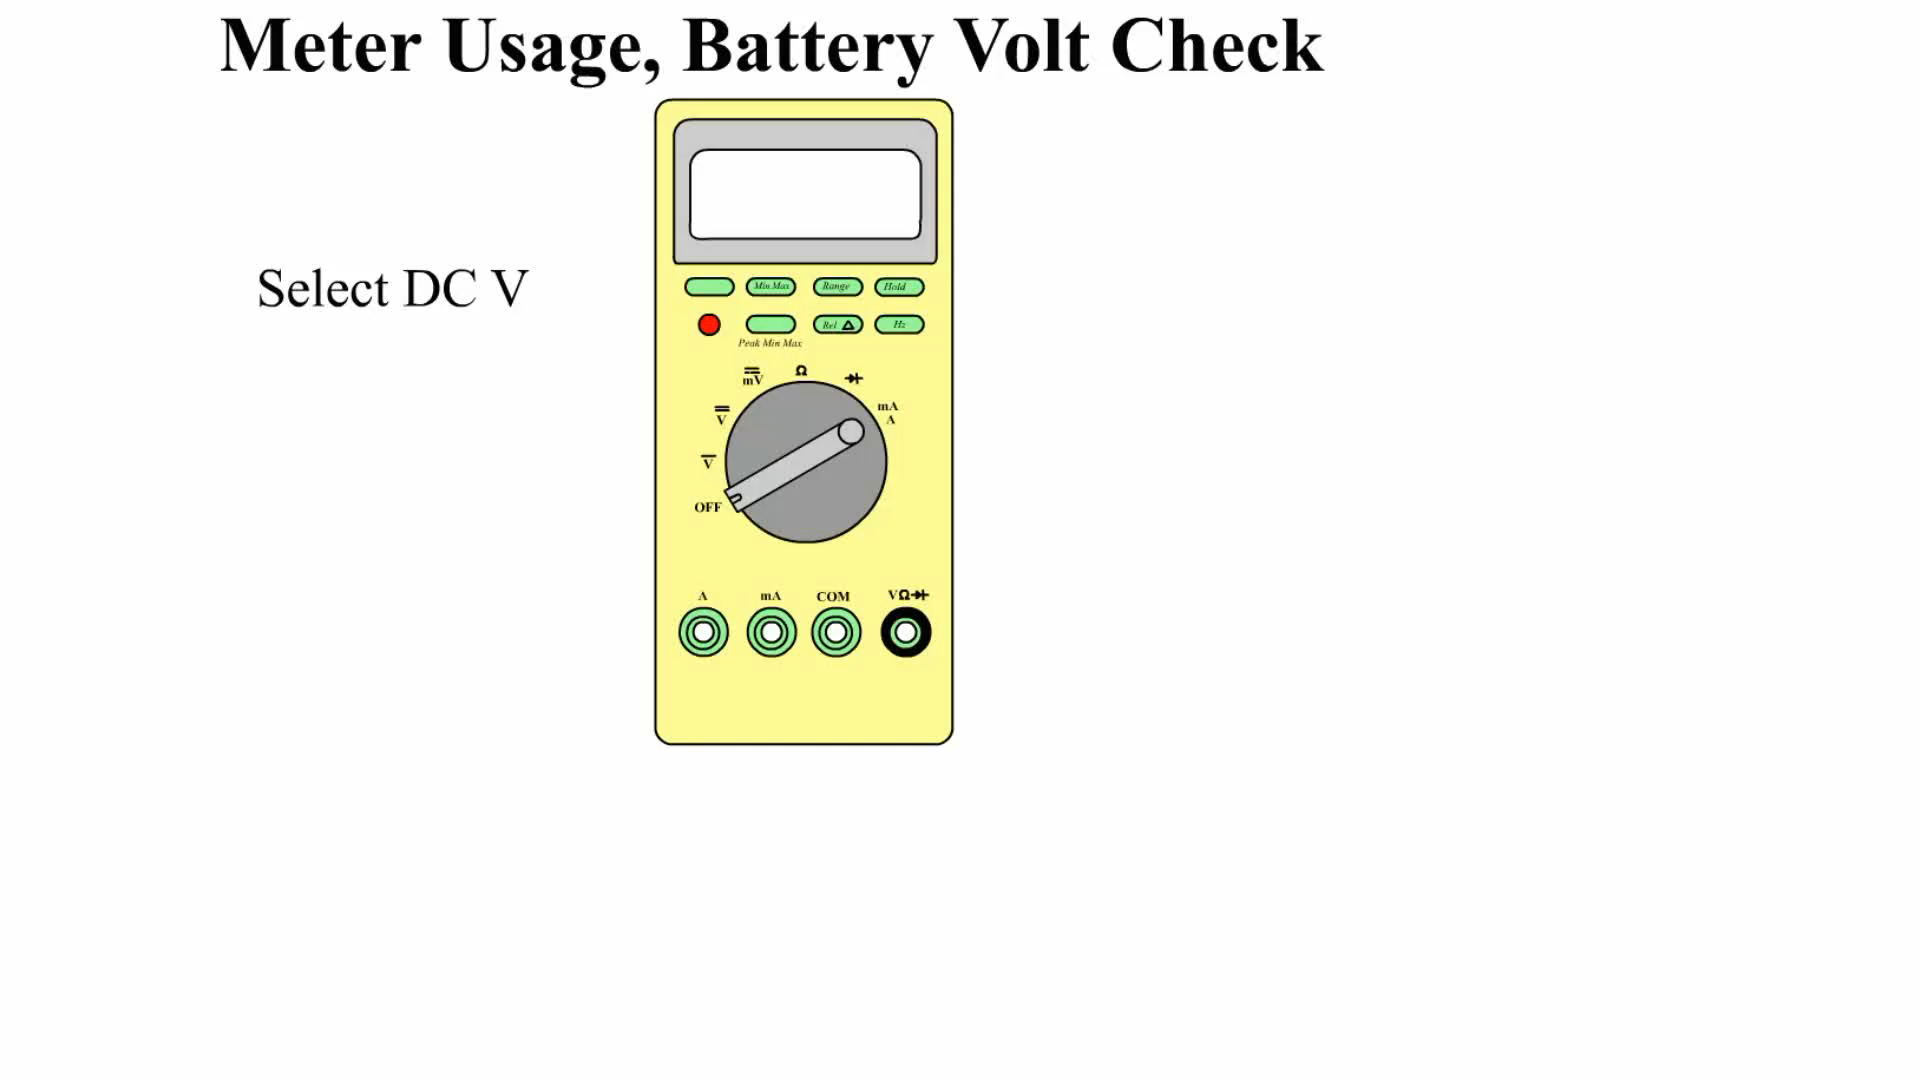 Meter Usage, Battery Volt Check
Select DC V
Min Max Range Hold
Rel Δ Hz
Peak Min Max
mV Ω
V mA
A
V
OFF
A mA COM VΩ